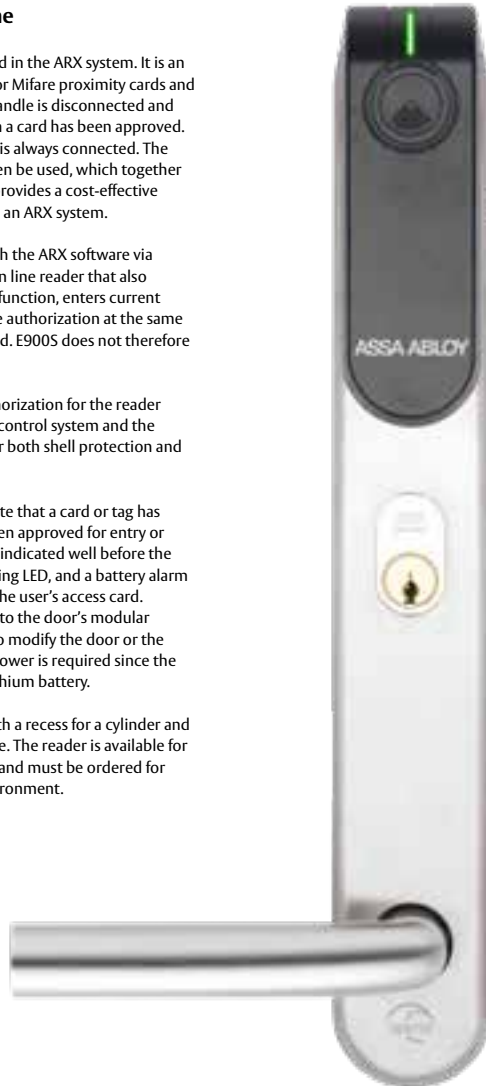 ne
d in the ARX system. It is an
or Mifare proximity cards and
andle is disconnected and
a card has been approved.
is always connected. The
en be used, which together
rovides a cost-effective
an ARX system.
h the ARX software via
n line reader that also
function, enters current
e authorization at the same
d. E900S does not therefore
orization for the reader
control system and the
r both shell protection and
te that a card or tag has
en approved for entry or
indicated well before the
ing LED, and a battery alarm
he user's access card.
to the door's modular
o modify the door or the
ower is required since the
hium battery.
th a recess for a cylinder and
e. The reader is available for
and must be ordered for
ronment.
ASSA ABLOY